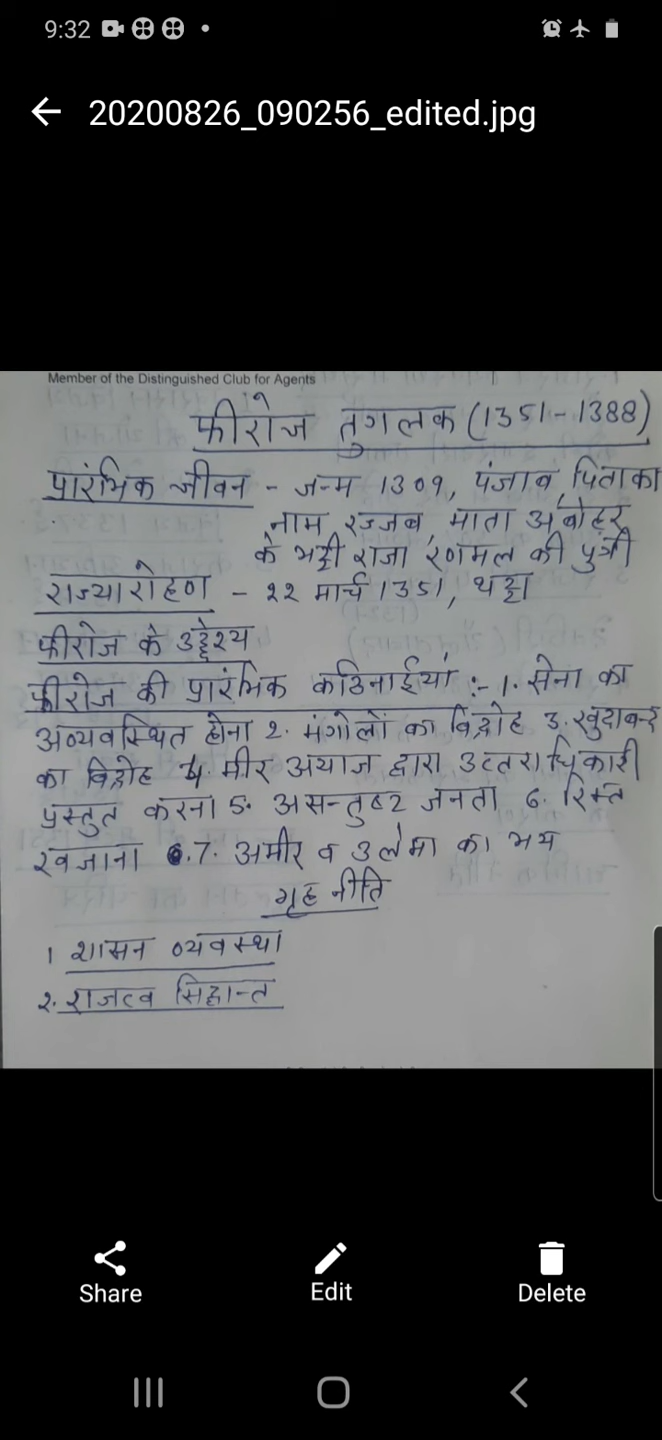 9:32
20200826_090256_edited.jpg
Member of the Distinguished Club for Agents
फीरोज तुगलक (1351-1388)
प्रारंभिक जीवन - जन्म 1309, पंजाब, पिता का
नाम रज्जब, माता अबोहर
के भट्टी राजा रणमल की पुत्री
राज्यारोहण - 22 मार्च 1351, थट्टा
फीरोज के उद्देश्य
फीरोज की प्रारंभिक कठिनाईयां :- 1. सेना का
अव्यवस्थित होना 2. मंगोलों का विद्रोह 3. खुदाबन्द
का विद्रोह 4. मीर अयाज द्वारा उत्तराधिकारी
प्रस्तुत करना 5. असन्तुष्ट जनता 6. रिक्त
खजाना 7. अमीर व उलेमा का भय
गृह नीति
1 शासन व्यवस्था
2. राजत्व सिद्धान्त
Share
Edit
Delete